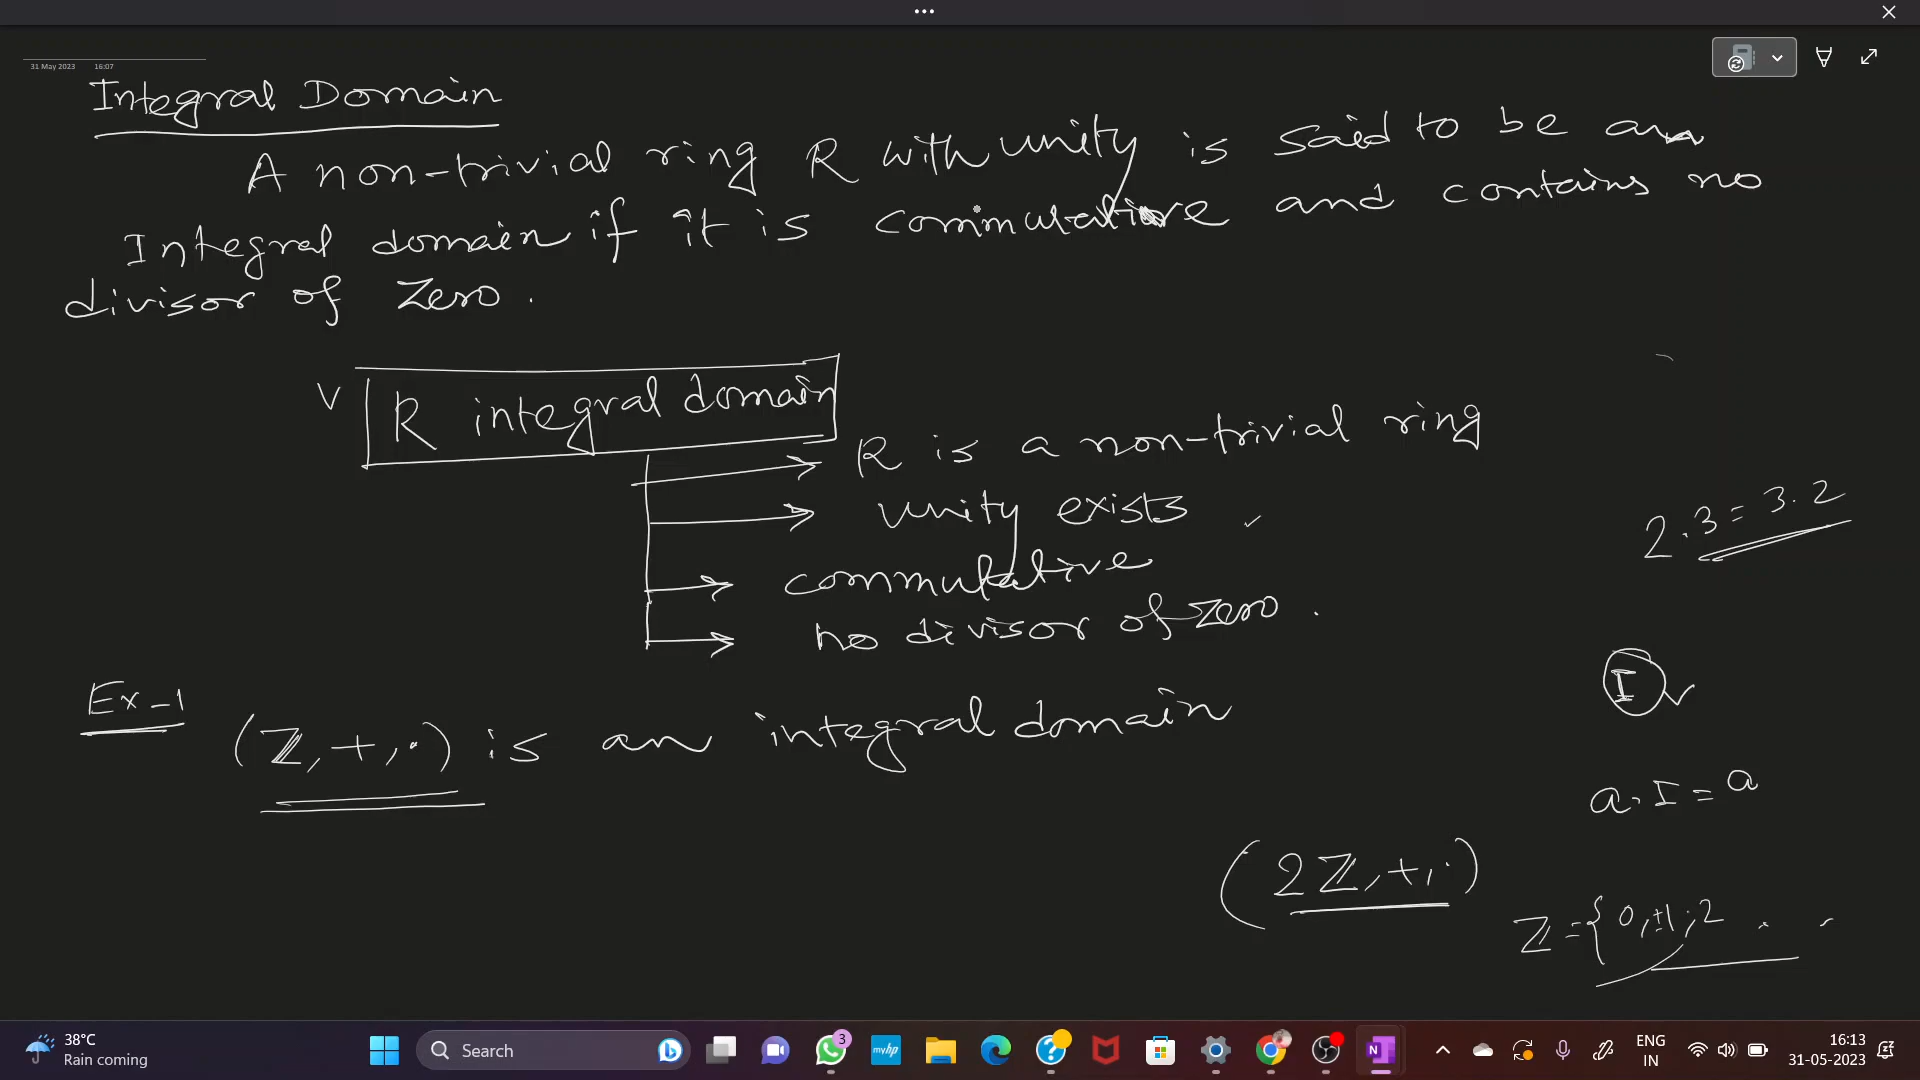 31 May 2023 16:07
Integral Domain
A non-trivial ring R with unity is said to be an
Integral domain if it is commutative and contains no
divisor of zero.
R integral domain
R is a non-trivial ring
unity exists
commutative
no divisor of zero.
2.3=3.2
I
a.I=a
Ex-1
(ℤ,+,.) is an integral domain
(2ℤ,+,.)
ℤ={0,±1,2 . .
38°C
Rain coming
Search
3
myhp
N
ENG
IN
16:13
31-05-2023